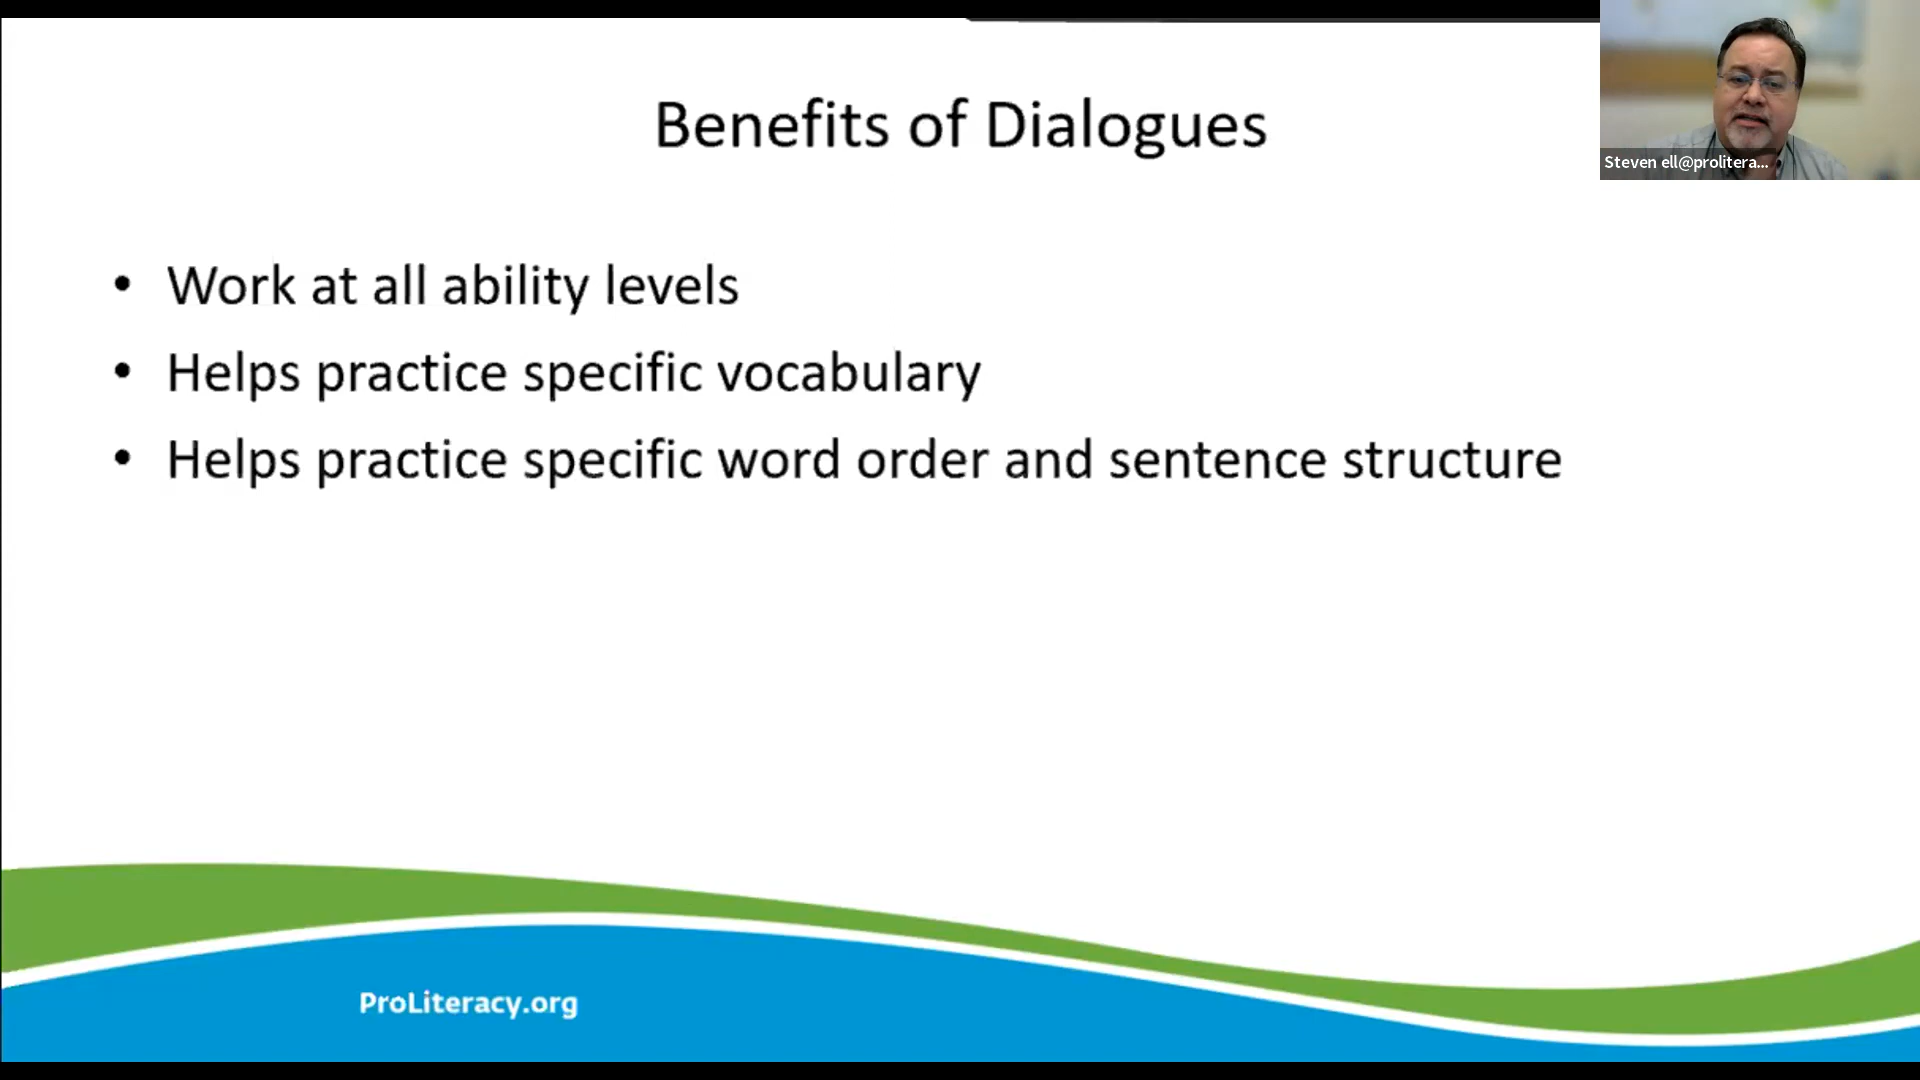 Benefits of Dialogues
Steven ell@prolitera...
• Work at all ability levels
• Helps practice specific vocabulary
• Helps practice specific word order and sentence structure
ProLiteracy.org